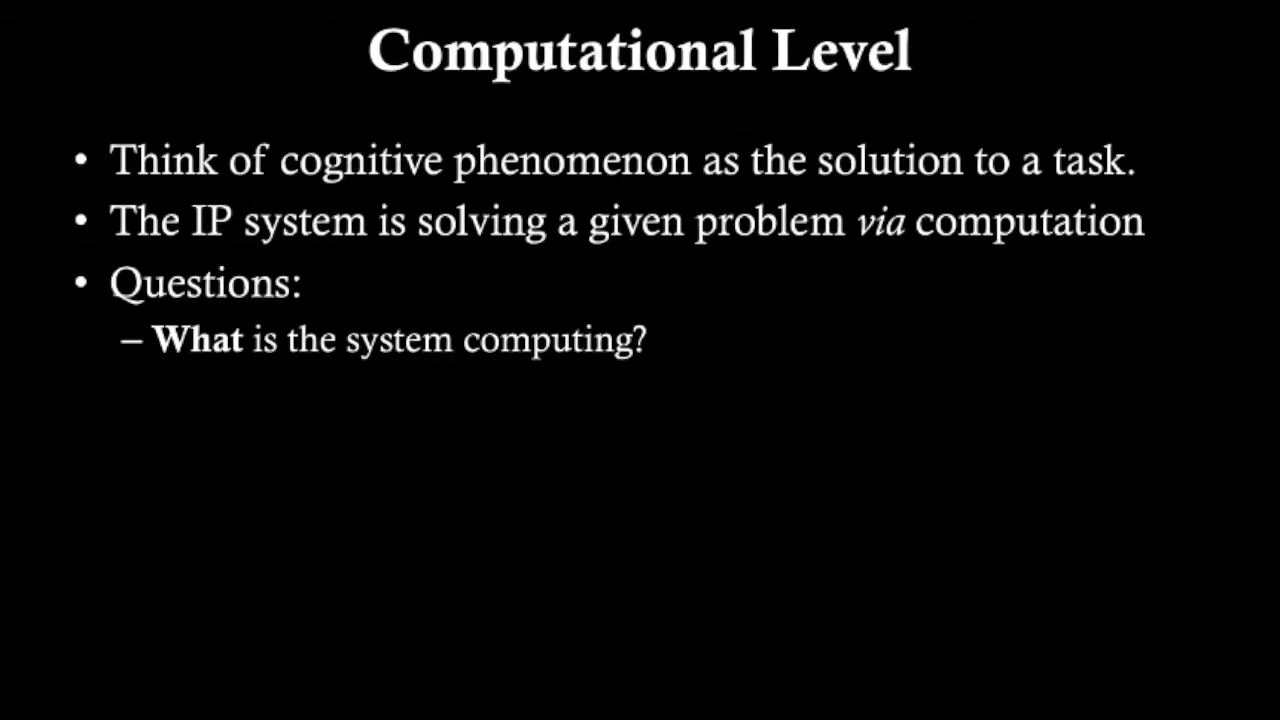 Computational Level
• Think of cognitive phenomenon as the solution to a task.
• The IP system is solving a given problem via computation
• Questions:
– What is the system computing?